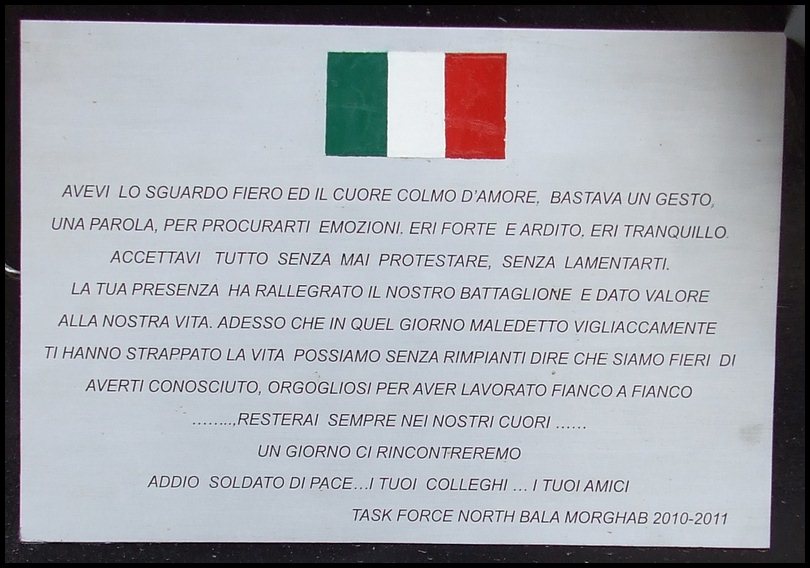 AVEVI LO SGUARDO FIERO ED IL CUORE COLMO D'AMORE, BASTAVA UN GESTO,
UNA PAROLA, PER PROCURARTI EMOZIONI. ERI FORTE E ARDITO, ERI TRANQUILLO.
ACCETTAVI TUTTO SENZA MAI PROTESTARE, SENZA LAMENTARTI.
LA TUA PRESENZA HA RALLEGRATO IL NOSTRO BATTAGLIONE E DATO VALORE
ALLA NOSTRA VITA. ADESSO CHE IN QUEL GIORNO MALEDETTO VIGLIACCAMENTE
TI HANNO STRAPPATO LA VITA POSSIAMO SENZA RIMPIANTI DIRE CHE SIAMO FIERI DI
AVERTI CONOSCIUTO, ORGOGLIOSI PER AVER LAVORATO FIANCO A FIANCO
……..,RESTERAI SEMPRE NEI NOSTRI CUORI ……
UN GIORNO CI RINCONTREREMO
ADDIO SOLDATO DI PACE…I TUOI COLLEGHI … I TUOI AMICI
TASK FORCE NORTH BALA MORGHAB 2010-2011